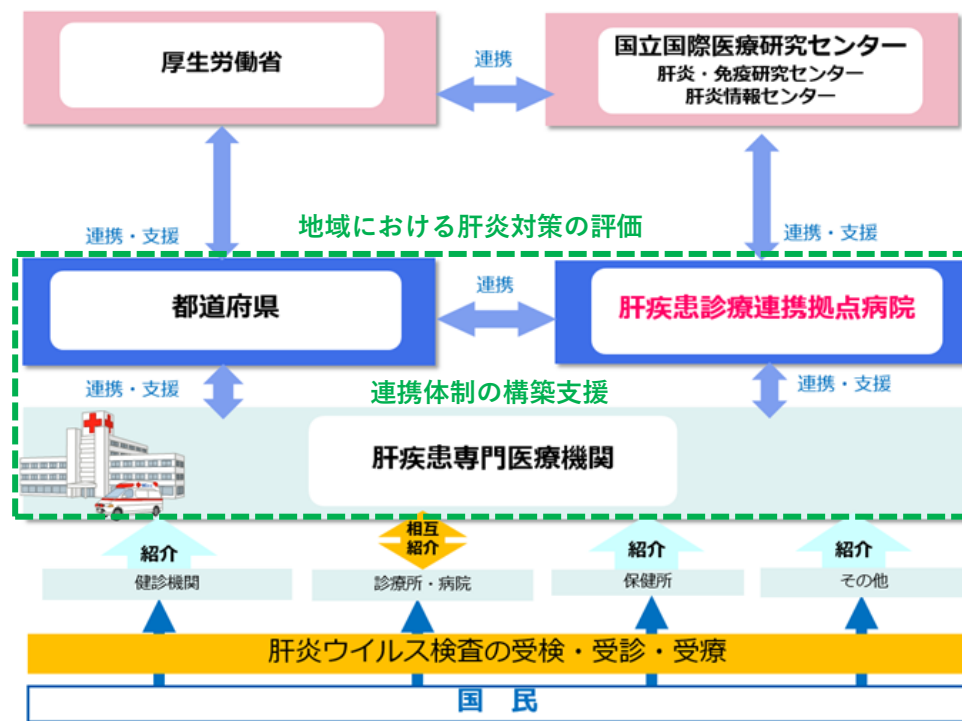 厚生労働省
連携
国立国際医療研究センター
肝炎・免疫研究センター
肝炎情報センター
連携・支援
地域における肝炎対策の評価
連携・支援
都道府県
連携
肝疾患診療連携拠点病院
連携・支援
連携体制の構築支援
連携・支援
肝疾患専門医療機関
紹介
相互
紹介
紹介
紹介
健診機関
診療所・病院
保健所
その他
肝炎ウイルス検査の受検・受診・受療
国 民